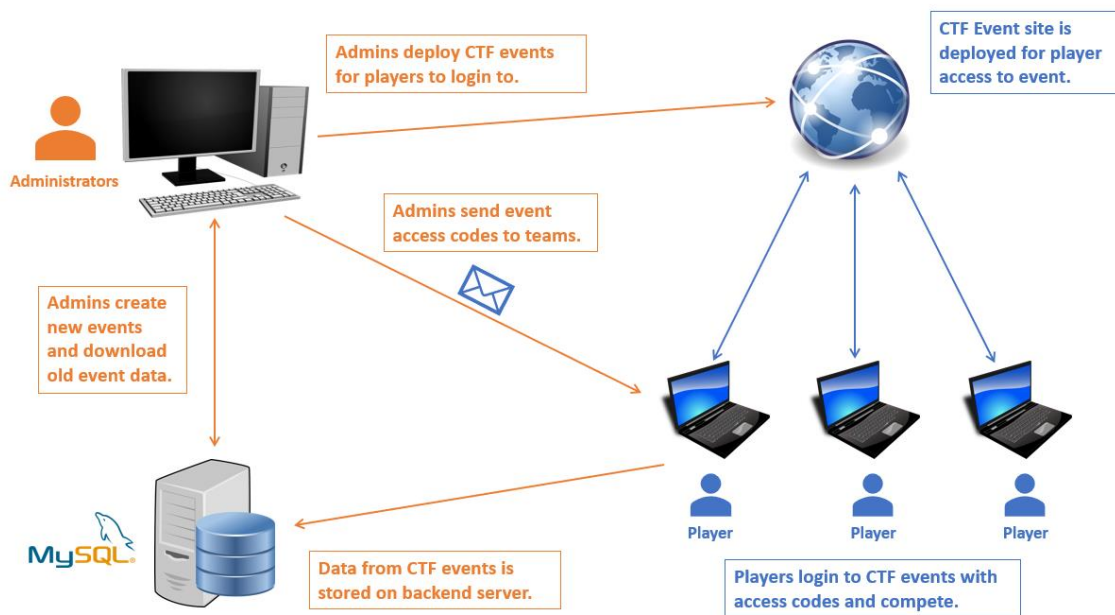 Admins deploy CTF events
for players to login to.
CTF Event site is
deployed for player
access to event.
Administrators
Admins send event
access codes to teams.
Admins create
new events
and download
old event data.
Player
Player
Player
MySQL®
Data from CTF events is
stored on backend server.
Players login to CTF events with
access codes and compete.